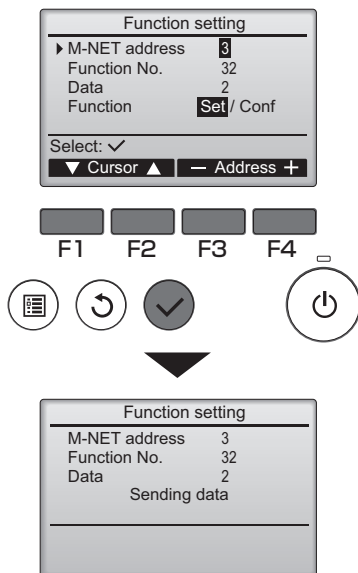 Function setting
M-NET address 3
Function No. 32
Data 2
Function Set / Conf
Select: ✓
▼ Cursor ▲ − Address +
F1 F2 F3 F4
Function setting
M-NET address 3
Function No. 32
Data 2
Sending data